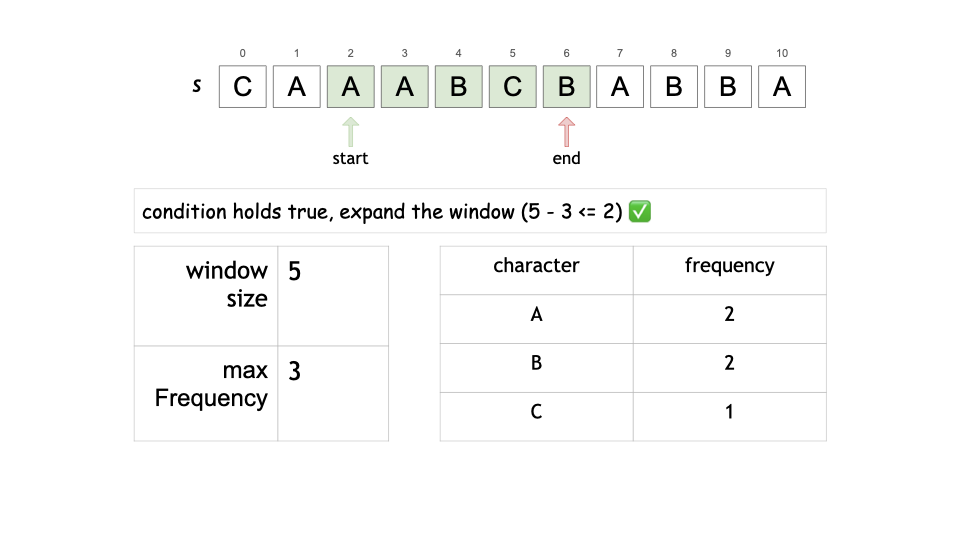 0 1 2 3 4 5 6 7 8 9 10
s C A A A B C B A B B A
start end
condition holds true, expand the window (5 - 3 <= 2) ✅
window size 5
max Frequency 3
character frequency
A 2
B 2
C 1